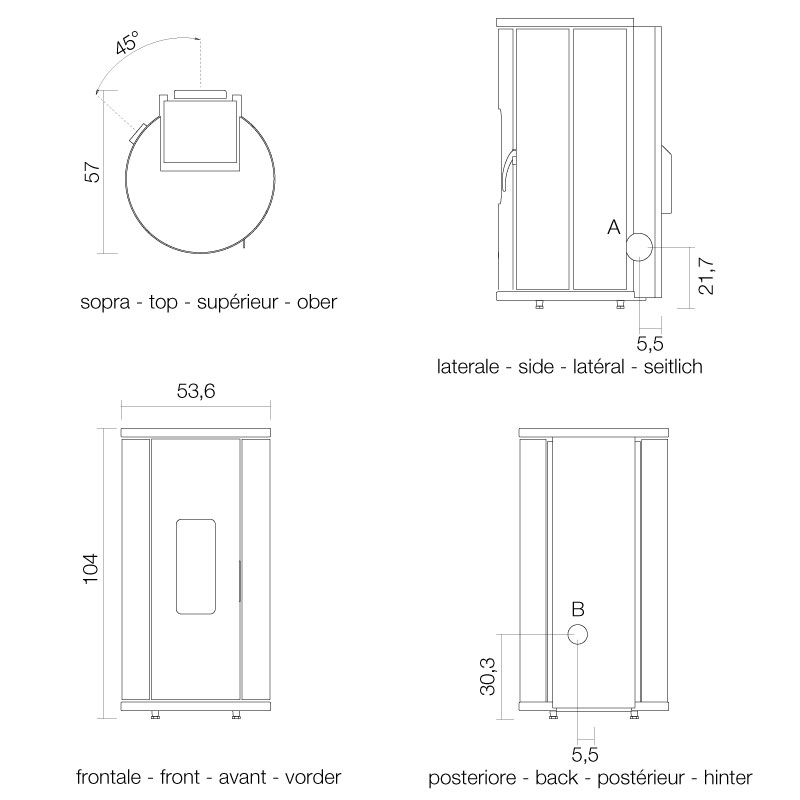 45°
57
sopra - top - supérieur - ober
A
21,7
5,5
laterale - side - latéral - seitlich
53,6
104
frontale - front - avant - vorder
B
30,3
5,5
posteriore - back - postérieur - hinter